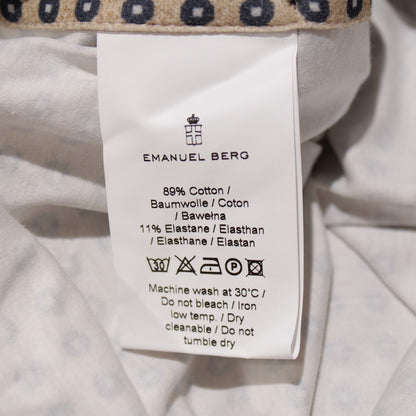 EMANUEL BERG
89% Cotton /
Baumwolle / Coton
/ Bawełna
11% Elastane / Elasthan
/ Elasthane / Elastan
30 P
Machine wash at 30°C /
Do not bleach / Iron
low temp. / Dry
cleanable / Do not
tumble dry